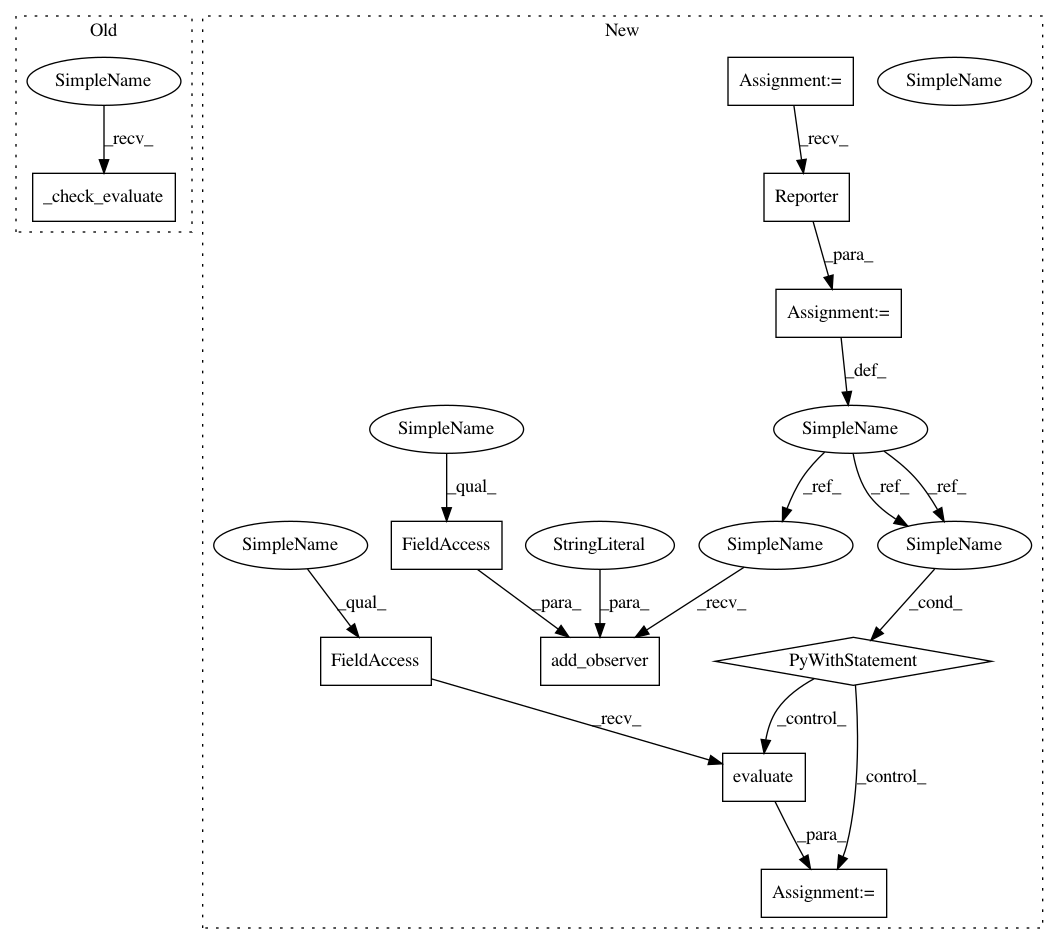 Old
New
SimpleName
Assignment:=
SimpleName
_recv_
_recv_
_check_evaluate
Reporter
_para_
Assignment:=
_def_
SimpleName
SimpleName
_qual_
_ref_
_ref_
_ref_
SimpleName
FieldAccess
StringLiteral
SimpleName
SimpleName
_qual_
_para_
_para_
_recv_
_cond_
FieldAccess
add_observer
PyWithStatement
_recv_
_control_
evaluate
_control_
_para_
Assignment:=